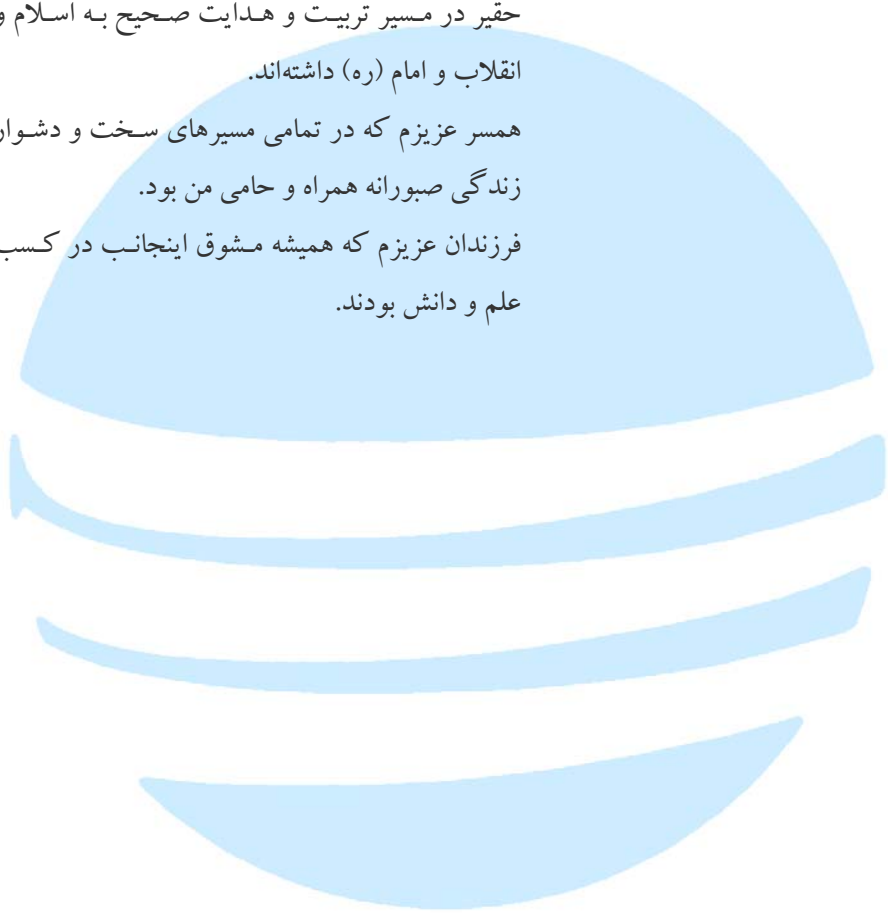 حقیر در مسیر تربیت و هدایت صحیح به اسلام و
انقلاب و امام (ره) داشته‌اند.
همسر عزیزم که در تمامی مسیرهای سخت و دشوار
زندگی صبورانه همراه و حامی من بود.
فرزندان عزیزم که همیشه مشوق اینجانب در کسب
علم و دانش بودند.